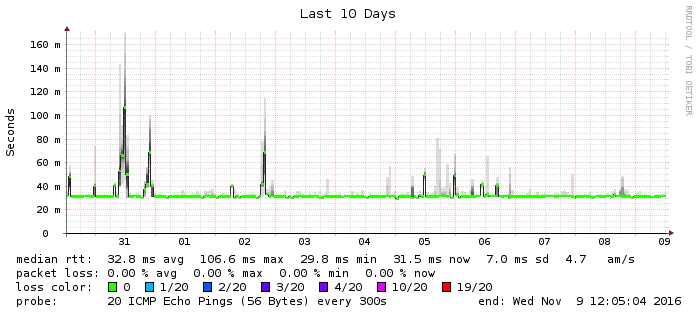 Last 10 Days
RRDTOOL / TOBI OETIKER
Seconds
160 m
140 m
120 m
100 m
80 m
60 m
40 m
20 m
0
31 01 02 03 04 05 06 07 08 09
median rtt: 32.8 ms avg 106.6 ms max 29.8 ms min 31.5 ms now 7.0 ms sd 4.7 am/s
packet loss: 0.00 % avg 0.00 % max 0.00 % min 0.00 % now
loss color: 0 1/20 2/20 3/20 4/20 10/20 19/20
probe: 20 ICMP Echo Pings (56 Bytes) every 300s end: Wed Nov 9 12:05:04 2016